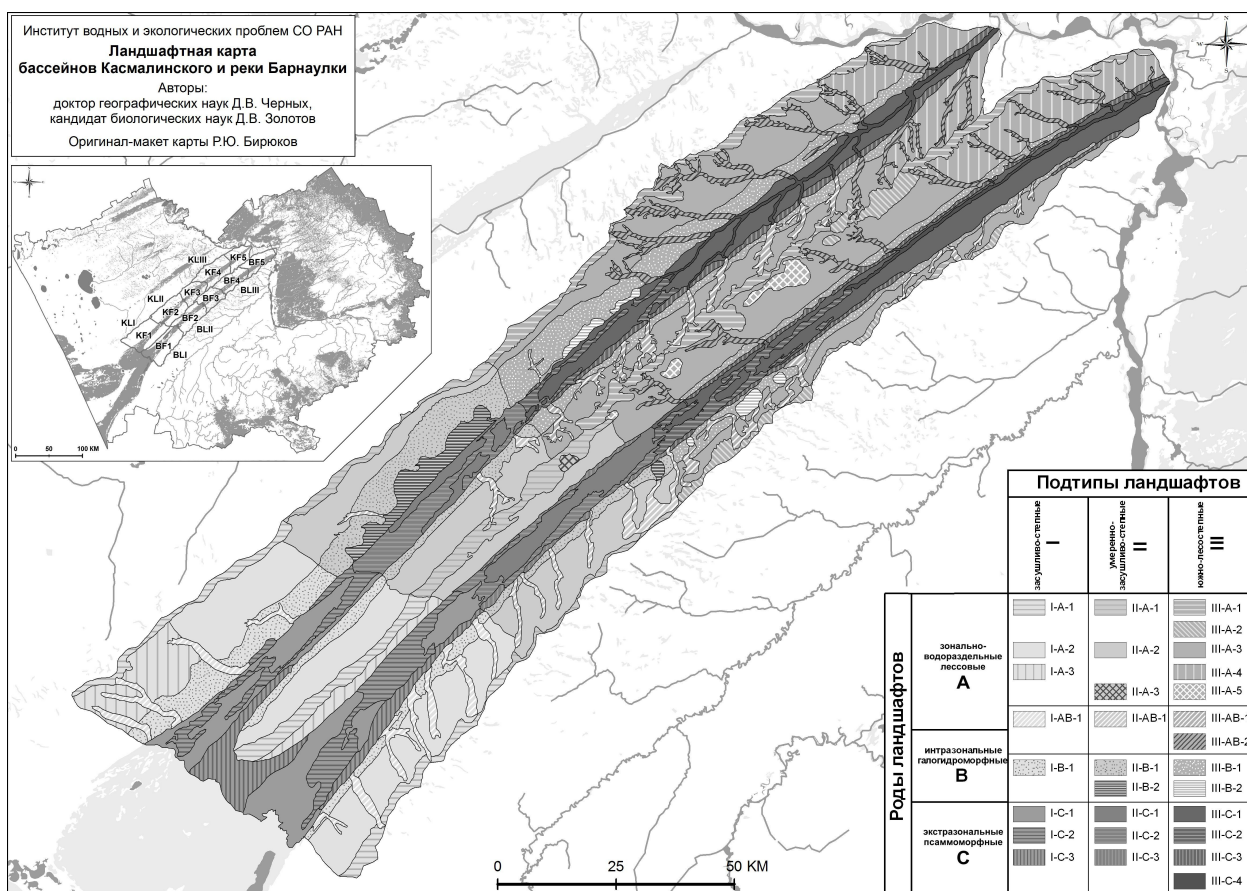 Институт водных и экологических проблем СО РАН
Ландшафтная карта
бассейнов Касмалинского и реки Барнаулки
Авторы:
доктор географических наук Д.В. Черных,
кандидат биологических наук Д.В. Золотов
Оригинал-макет карты Р.Ю. Бирюков
N
W
S
KLIII
KF5
BF5
KF4
BF4
KLII
KF3
BF3
BLIII
KLI
KF2
BF2
KF1
BLII
BF1
BLI
0 50 100 КМ
0 25 50 КМ
Подтипы ландшафтов
засушливо-степные
I
умеренно-
засушливо-степные
II
южно-лесостепные
III
Роды ландшафтов
зонально-
водораздельные
лессовые
A
интразональные
галогидроморфные
B
экстразональные
псаммоморфные
C
I-A-1 II-A-1 III-A-1
III-A-2
I-A-2 II-A-2 III-A-3
I-A-3 III-A-4
II-A-3 III-A-5
I-AB-1 II-AB-1 III-AB-1
III-AB-2
I-B-1 II-B-1 III-B-1
II-B-2 III-B-2
I-C-1 II-C-1 III-C-1
I-C-2 II-C-2 III-C-2
I-C-3 II-C-3 III-C-3
III-C-4